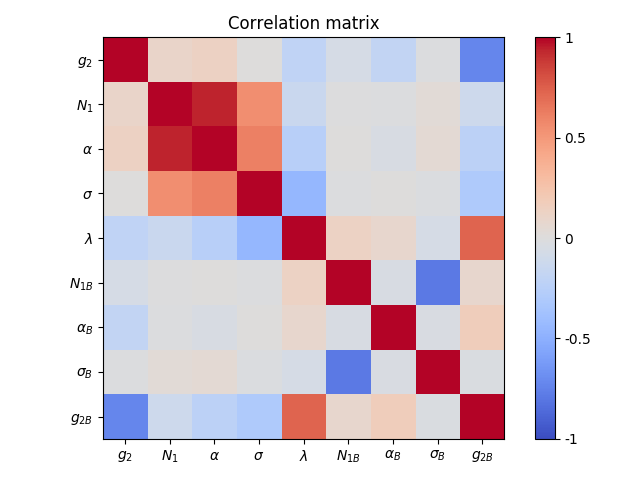 Correlation matrix
g₂
N₁
α
σ
λ
N₁B
αB
σB
g₂B
g₂ N₁ α σ λ N₁B αB σB g₂B
1
0.5
0
-0.5
-1